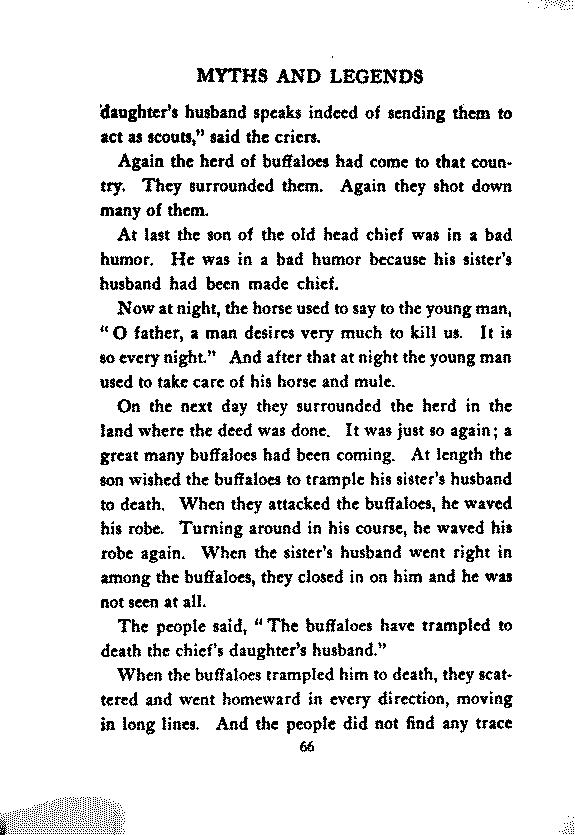 MYTHS AND LEGENDS
daughter's husband speaks indeed of sending them to
act as scouts," said the criers.
Again the herd of buffaloes had come to that coun-
try. They surrounded them. Again they shot down
many of them.
At last the son of the old head chief was in a bad
humor. He was in a bad humor because his sister's
husband had been made chief.
Now at night, the horse used to say to the young man,
"O father, a man desires very much to kill us. It is
so every night." And after that at night the young man
used to take care of his horse and mule.
On the next day they surrounded the herd in the
land where the deed was done. It was just so again; a
great many buffaloes had been coming. At length the
son wished the buffaloes to trample his sister's husband
to death. When they attacked the buffaloes, he waved
his robe. Turning around in his course, he waved his
robe again. When the sister's husband went right in
among the buffaloes, they closed in on him and he was
not seen at all.
The people said, "The buffaloes have trampled to
death the chief's daughter's husband."
When the buffaloes trampled him to death, they scat-
tered and went homeward in every direction, moving
in long lines. And the people did not find any trace
66